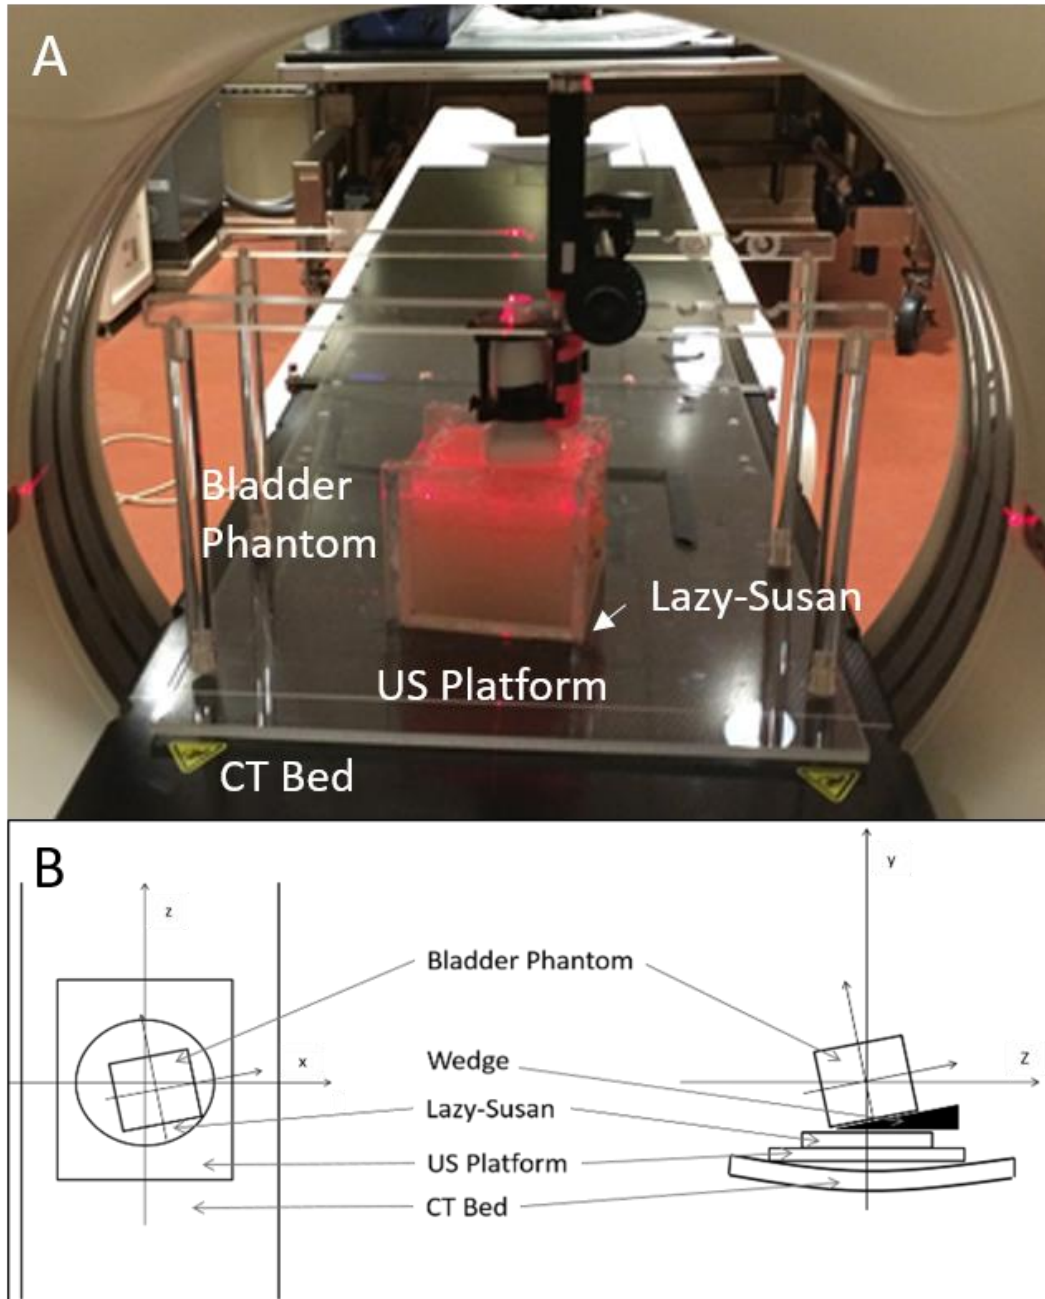 A
Bladder
Phantom
Lazy-Susan
US Platform
CT Bed
B
z
x
y
Z
Bladder Phantom
Wedge
Lazy-Susan
US Platform
CT Bed